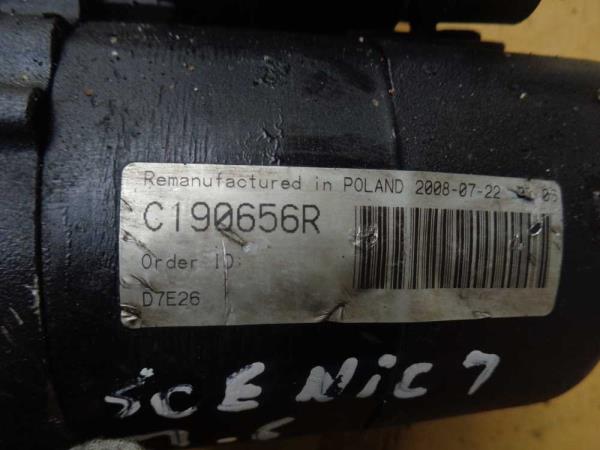 Remanufactured in POLAND 2008-07-22
C190656R
Order ID:
D7E26
SCENIC